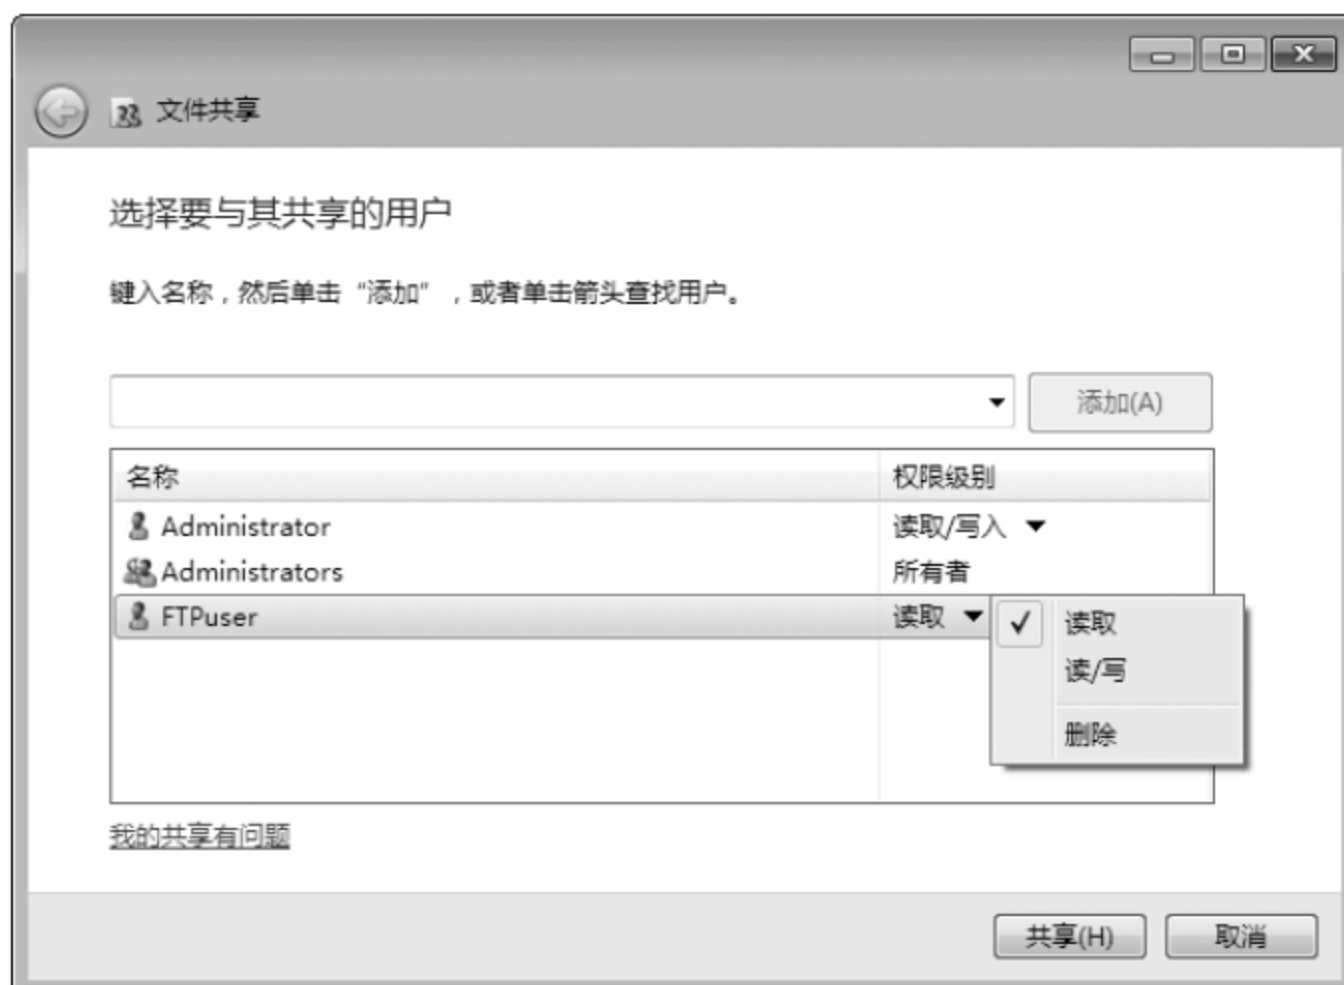 文件共享
选择要与其共享的用户
键入名称，然后单击“添加”，或者单击箭头查找用户。
添加(A)
名称 权限级别
Administrator 读取/写入
Administrators 所有者
FTPuser 读取
读取
读/写
删除
我的共享有问题
共享(H) 取消